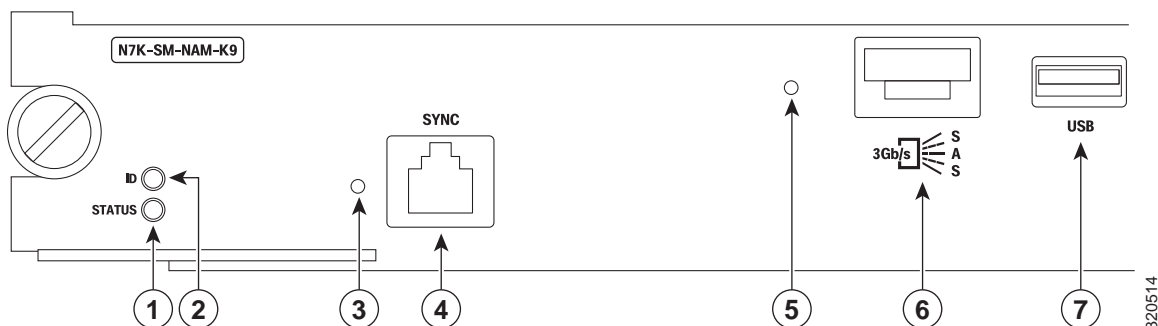 N7K-SM-NAM-K9
SYNC
ID
STATUS
3Gb/s
S
A
S
USB
1
2
3
4
5
6
7
320514